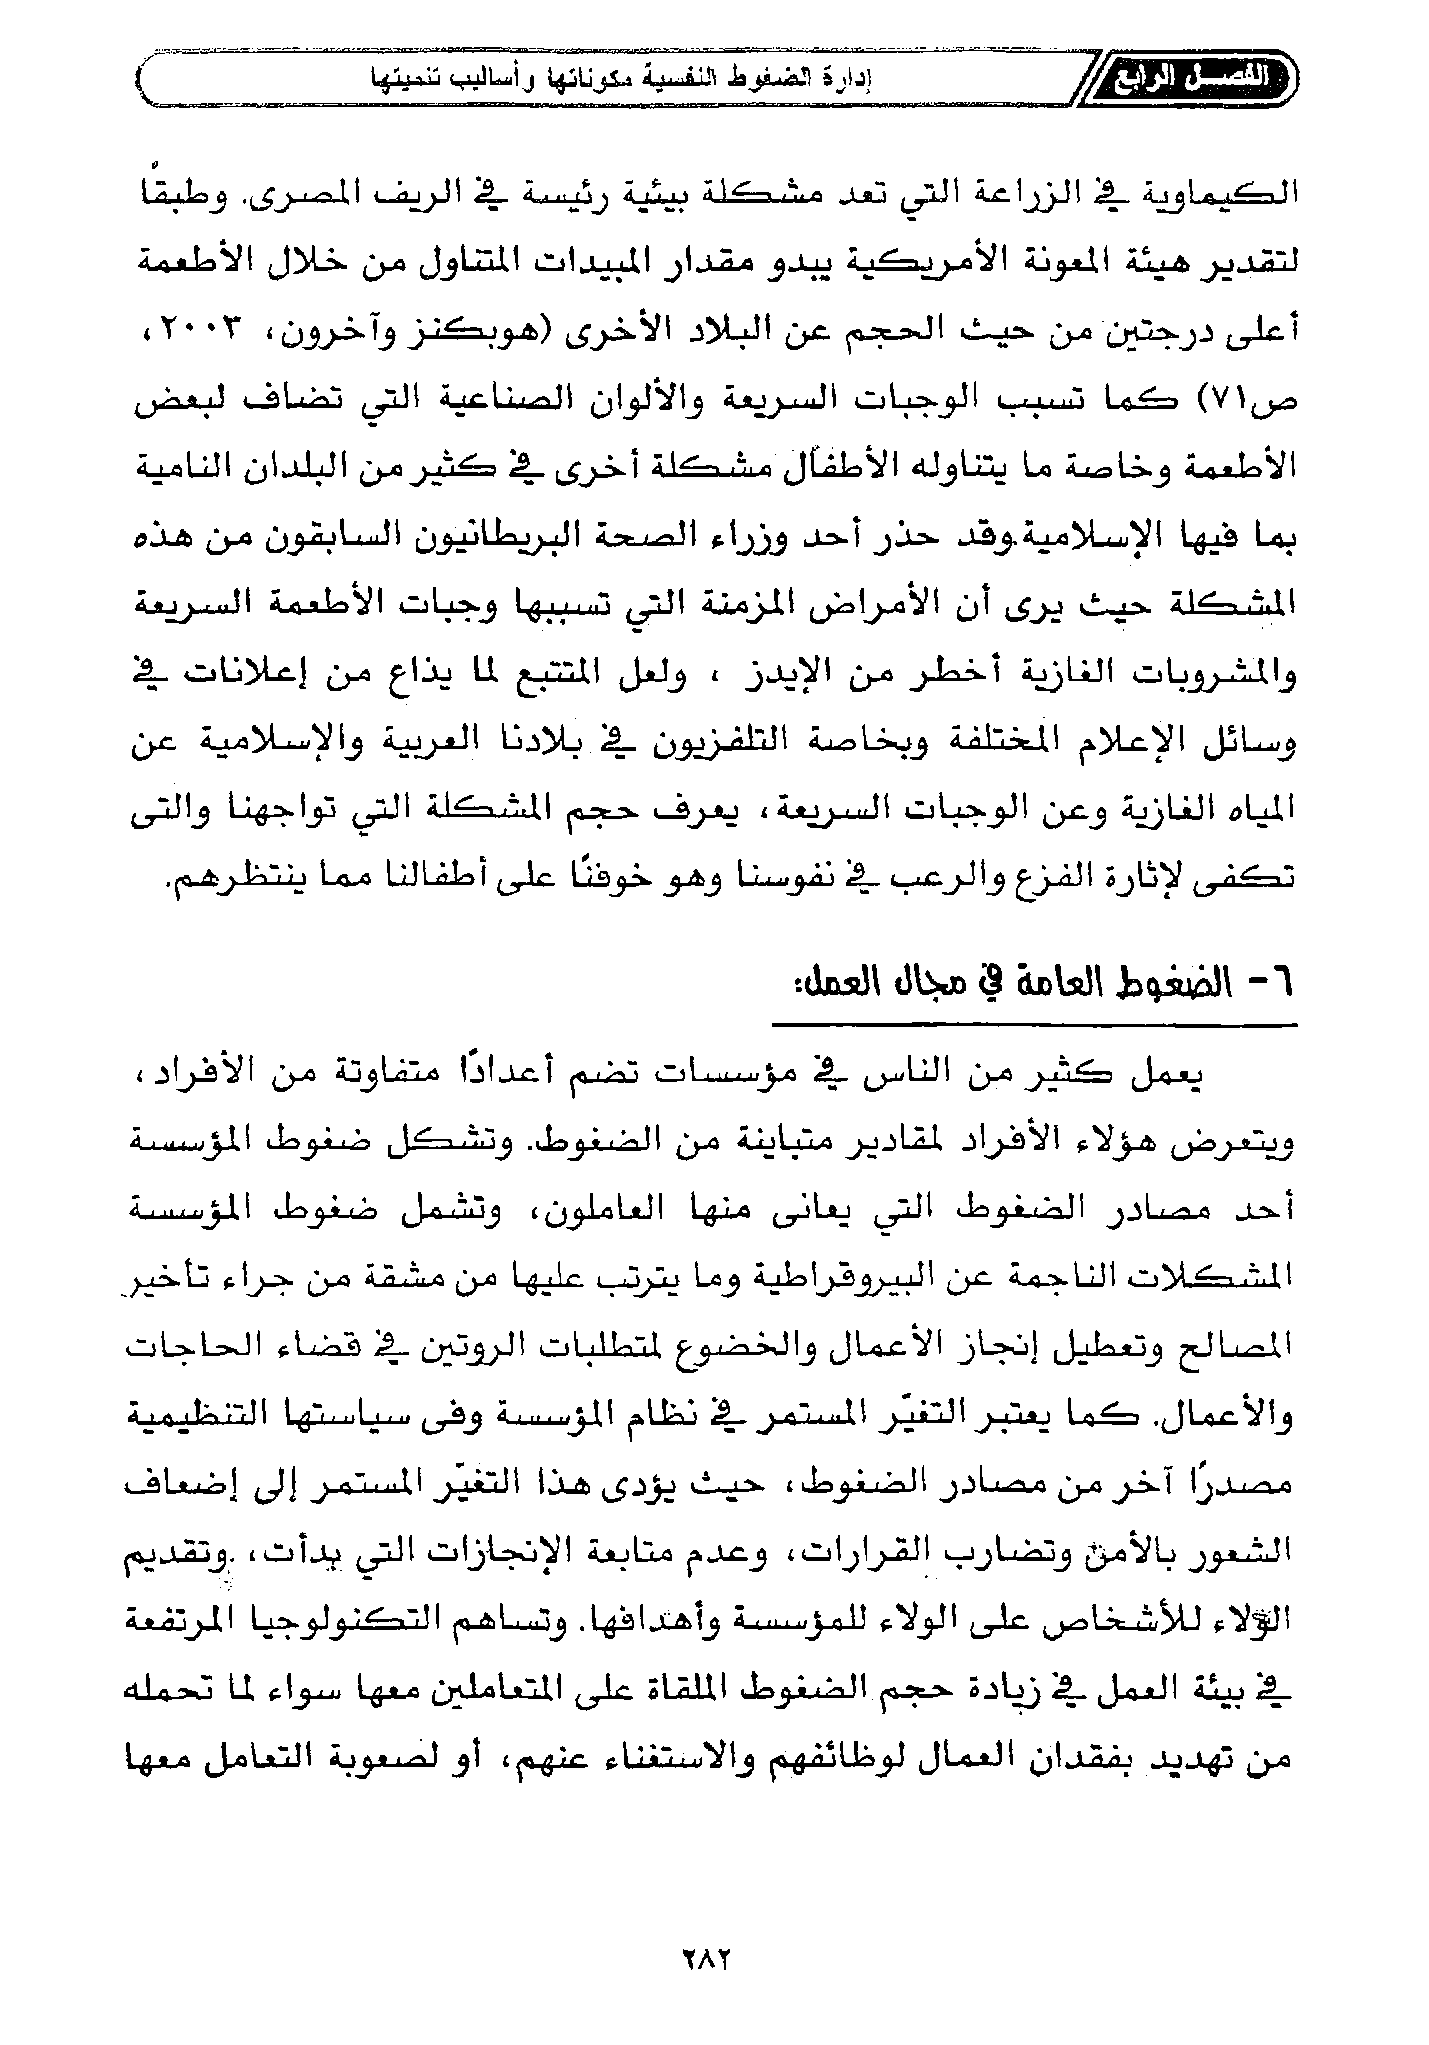 الفصل الرابع
إدارة الضغوط النفسية مكوناتها وأساليب تنميتها
الكيماوية في الزراعة التي تعد مشكلة بيئية رئيسة في الريف المصرى. وطبقًا
لتقدير هيئة المعونة الأمريكية يبدو مقدار المبيدات المتناول من خلال الأطعمة
أعلى درجتين من حيث الحجم عن البلاد الأخرى (هوبكنز وآخرون، ٢٠٠٣،
ص٧١) كما تسبب الوجبات السريعة والألوان الصناعية التي تضاف لبعض
الأطعمة وخاصة ما يتناوله الأطفال مشكلة أخرى في كثير من البلدان النامية
بما فيها الإسلامية.وقد حذر أحد وزراء الصحة البريطانيون السابقون من هذه
المشكلة حيث يرى أن الأمراض المزمنة التي تسببها وجبات الأطعمة السريعة
والمشروبات الغازية أخطر من الإيدز ، ولعل المتتبع لما يذاع من إعلانات في
وسائل الإعلام المختلفة وبخاصة التلفزيون في بلادنا العربية والإسلامية عن
المياه الغازية وعن الوجبات السريعة، يعرف حجم المشكلة التي تواجهنا والتى
تكفى لإثارة الفزع والرعب في نفوسنا وهو خوفنًا على أطفالنا مما ينتظرهم.
٦- الضغوط العامة في مجال العمل:
يعمل كثير من الناس في مؤسسات تضم أعدادًا متفاوتة من الأفراد ،
ويتعرض هؤلاء الأفراد لمقادير متباينة من الضغوط. وتشكل ضغوط المؤسسة
أحد مصادر الضغوط التي يعانى منها العاملون، وتشمل ضغوط المؤسسة
المشكلات الناجمة عن البيروقراطية وما يترتب عليها من مشقة من جراء تأخير
المصالح وتعطيل إنجاز الأعمال والخضوع لمتطلبات الروتين في قضاء الحاجات
والأعمال. كما يعتبر التغيّر المستمر في نظام المؤسسة وفى سياستها التنظيمية
مصدرًا آخر من مصادر الضغوط، حيث يؤدى هذا التغيّر المستمر إلى إضعاف
الشعور بالأمن وتضارب القرارات، وعدم متابعة الإنجازات التي بدأت، وتقديم
الولاء للأشخاص على الولاء للمؤسسة وأهدافها. وتساهم التكنولوجيا المرتفعة
في بيئة العمل في زيادة حجم الضغوط الملقاة على المتعاملين معها سواء لما تحمله
من تهديد بفقدان العمال لوظائفهم والاستغناء عنهم، أو لصعوبة التعامل معها
٢٨٢